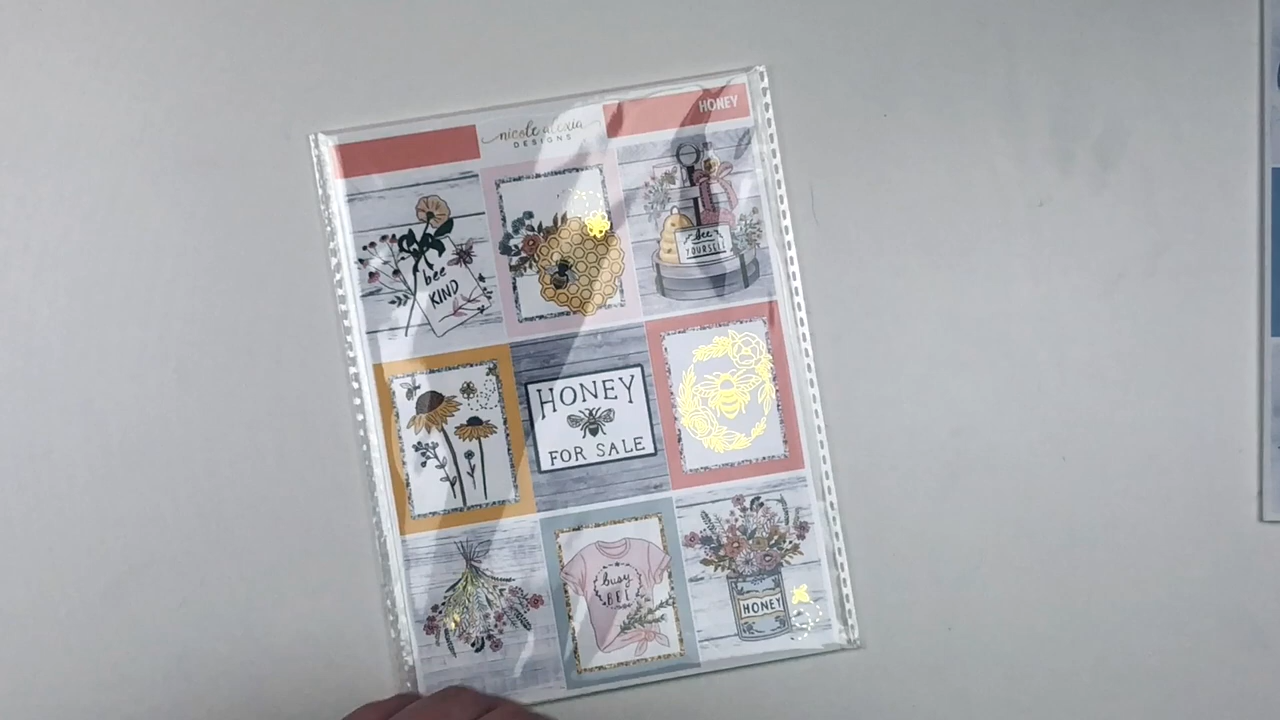 HONEY
nicole alexia
DESIGNS
bee
KIND
Bee
YOURSELF
HONEY
FOR SALE
busy
BEE
HONEY